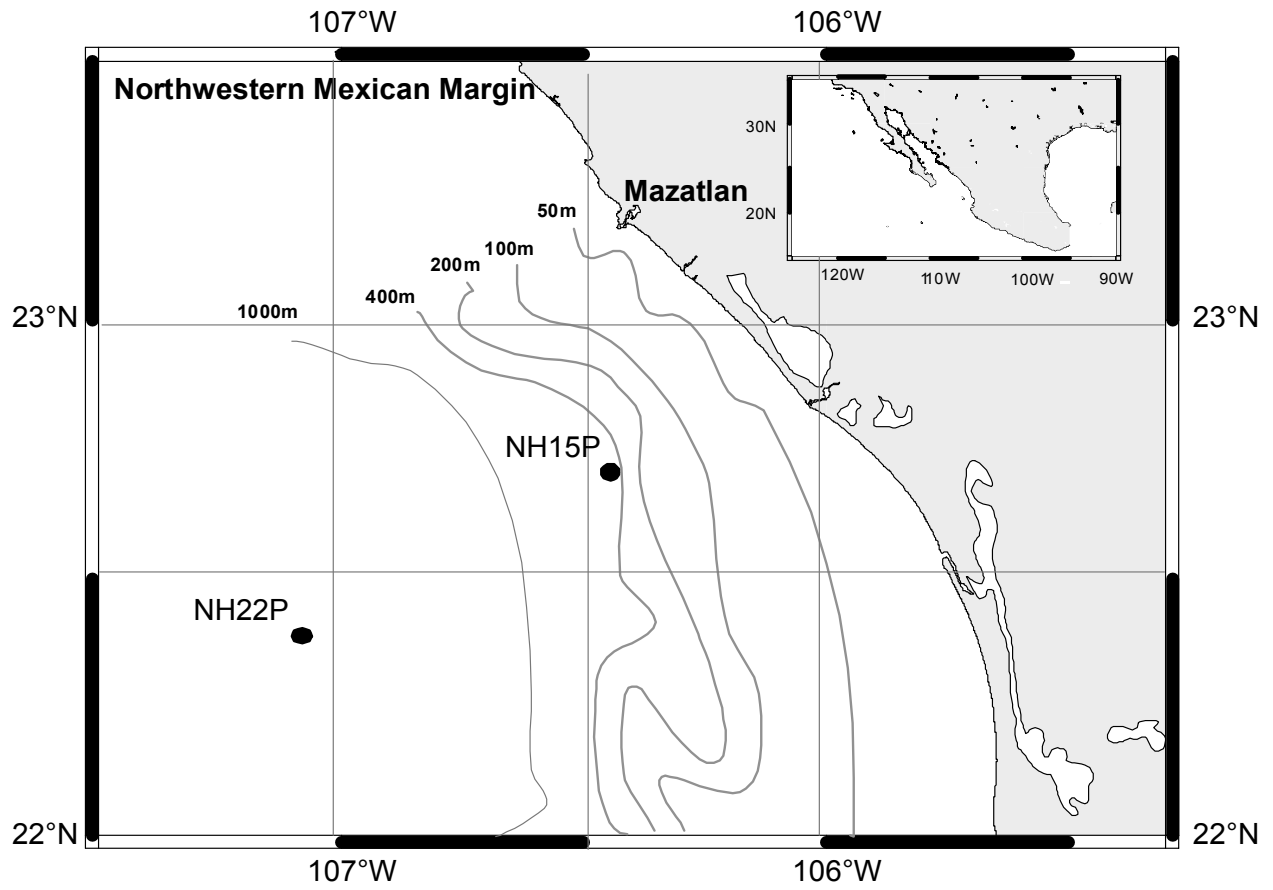 107°W
106°W
Northwestern Mexican Margin
30N
20N
120W
110W
100W
90W
Mazatlan
50m
100m
200m
400m
1000m
23°N
23°N
NH15P
NH22P
22°N
22°N
107°W
106°W